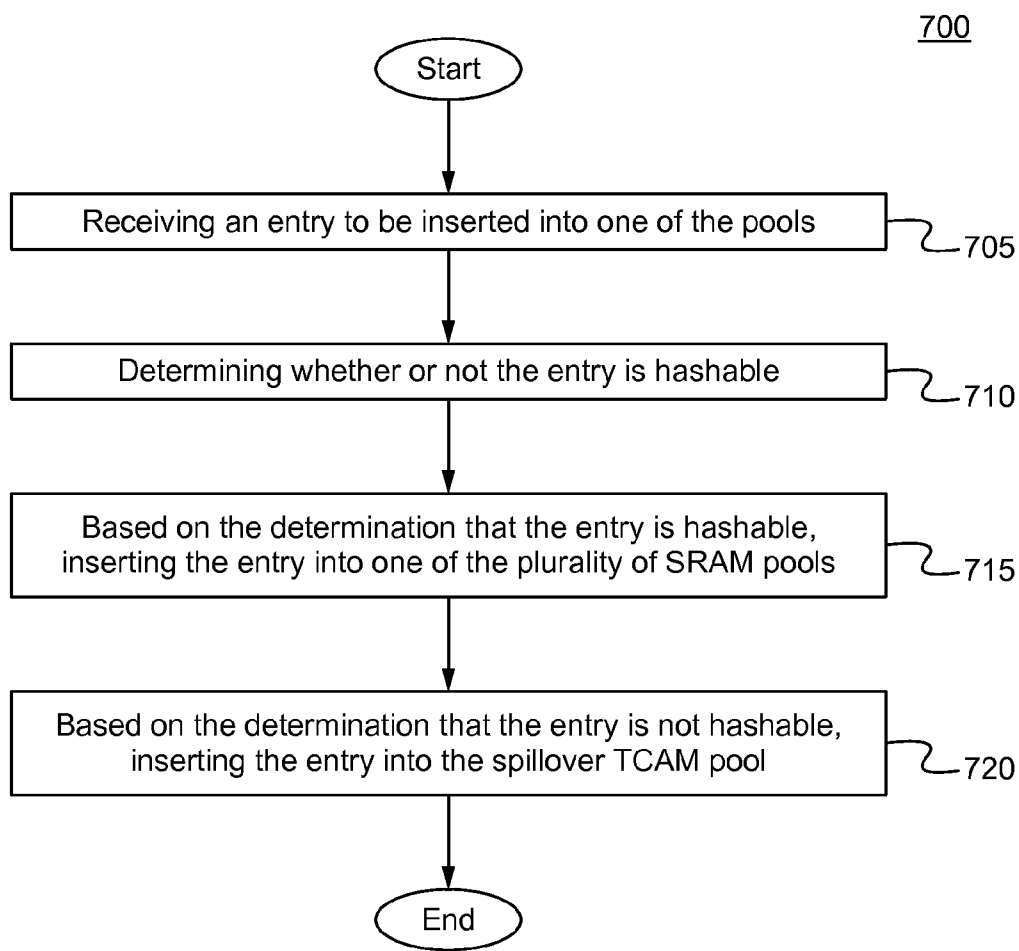 700
Start
Receiving an entry to be inserted into one of the pools
705
Determining whether or not the entry is hashable
710
Based on the determination that the entry is hashable,
inserting the entry into one of the plurality of SRAM pools
715
Based on the determination that the entry is not hashable,
inserting the entry into the spillover TCAM pool
720
End